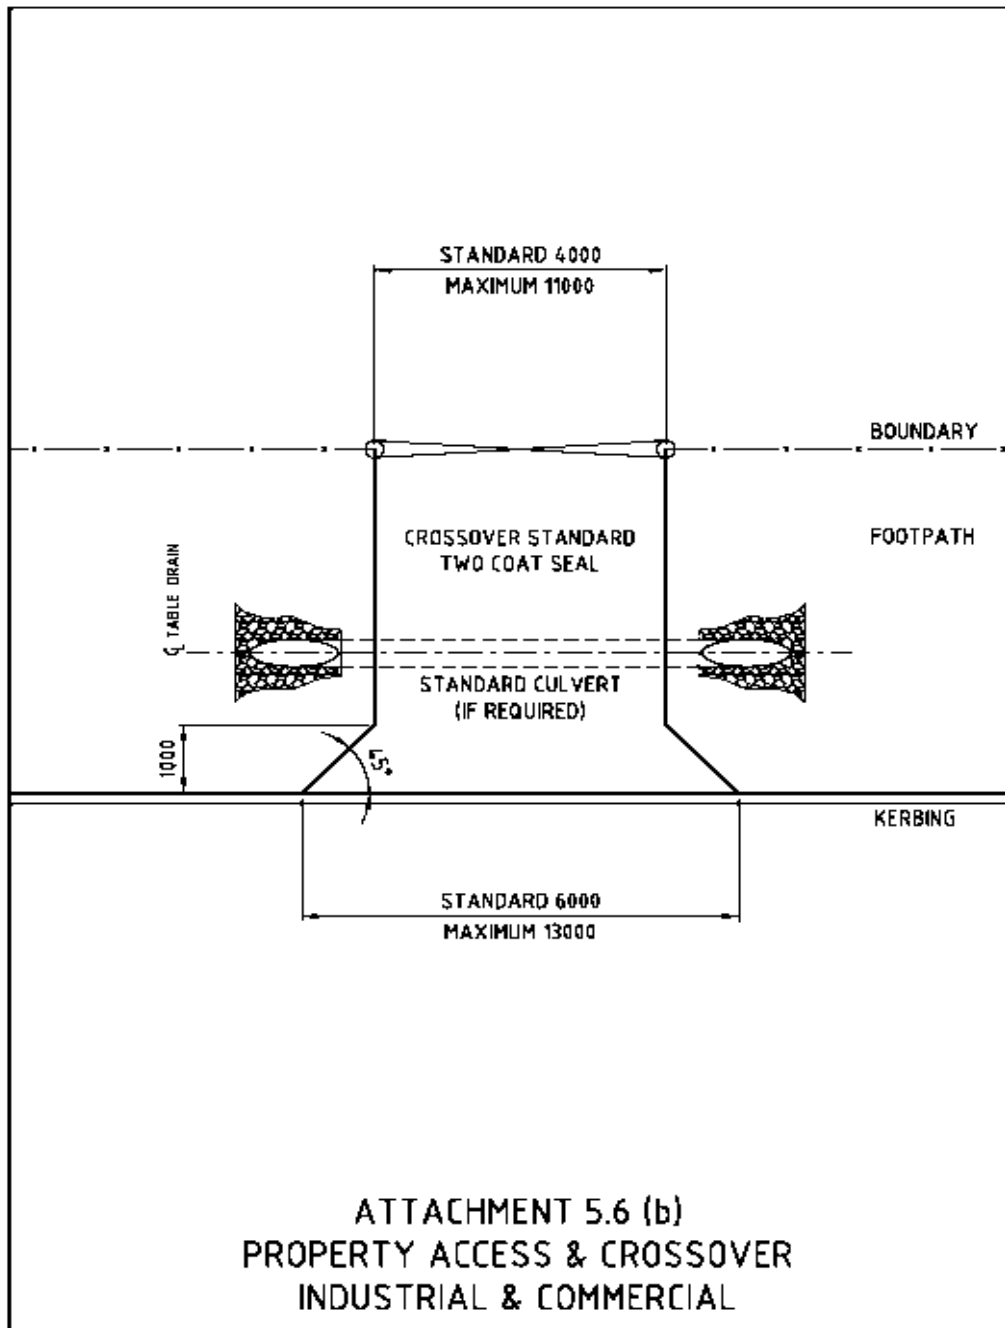 STANDARD 4000
MAXIMUM 11000
BOUNDARY
CROSSOVER STANDARD
TWO COAT SEAL
FOOTPATH
℄ TABLE DRAIN
STANDARD CULVERT
(IF REQUIRED)
1000
45°
KERBING
STANDARD 6000
MAXIMUM 13000
ATTACHMENT 5.6 (b)
PROPERTY ACCESS & CROSSOVER
INDUSTRIAL & COMMERCIAL